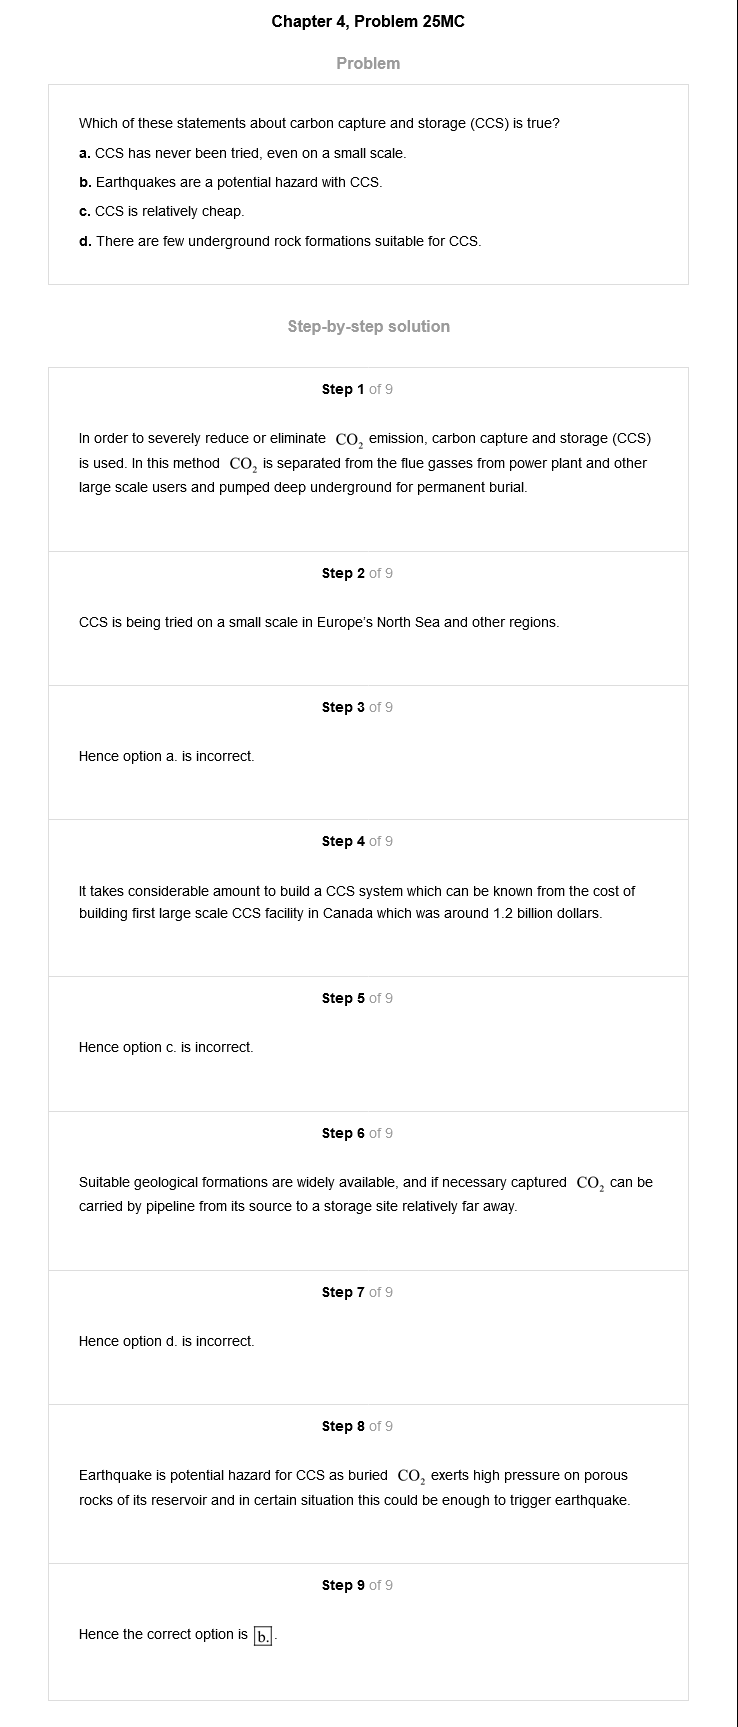 Chapter 4, Problem 25MC
Problem
Which of these statements about carbon capture and storage (CCS) is true?
a. CCS has never been tried, even on a small scale.
b. Earthquakes are a potential hazard with CCS.
c. CCS is relatively cheap.
d. There are few underground rock formations suitable for CCS.
Step-by-step solution
Step 1 of 9
In order to severely reduce or eliminate CO₂ emission, carbon capture and storage (CCS)
is used. In this method CO₂ is separated from the flue gasses from power plant and other
large scale users and pumped deep underground for permanent burial.
Step 2 of 9
CCS is being tried on a small scale in Europe's North Sea and other regions.
Step 3 of 9
Hence option a. is incorrect.
Step 4 of 9
It takes considerable amount to build a CCS system which can be known from the cost of
building first large scale CCS facility in Canada which was around 1.2 billion dollars.
Step 5 of 9
Hence option c. is incorrect.
Step 6 of 9
Suitable geological formations are widely available, and if necessary captured CO₂ can be
carried by pipeline from its source to a storage site relatively far away.
Step 7 of 9
Hence option d. is incorrect.
Step 8 of 9
Earthquake is potential hazard for CCS as buried CO₂ exerts high pressure on porous
rocks of its reservoir and in certain situation this could be enough to trigger earthquake.
Step 9 of 9
Hence the correct option is b..